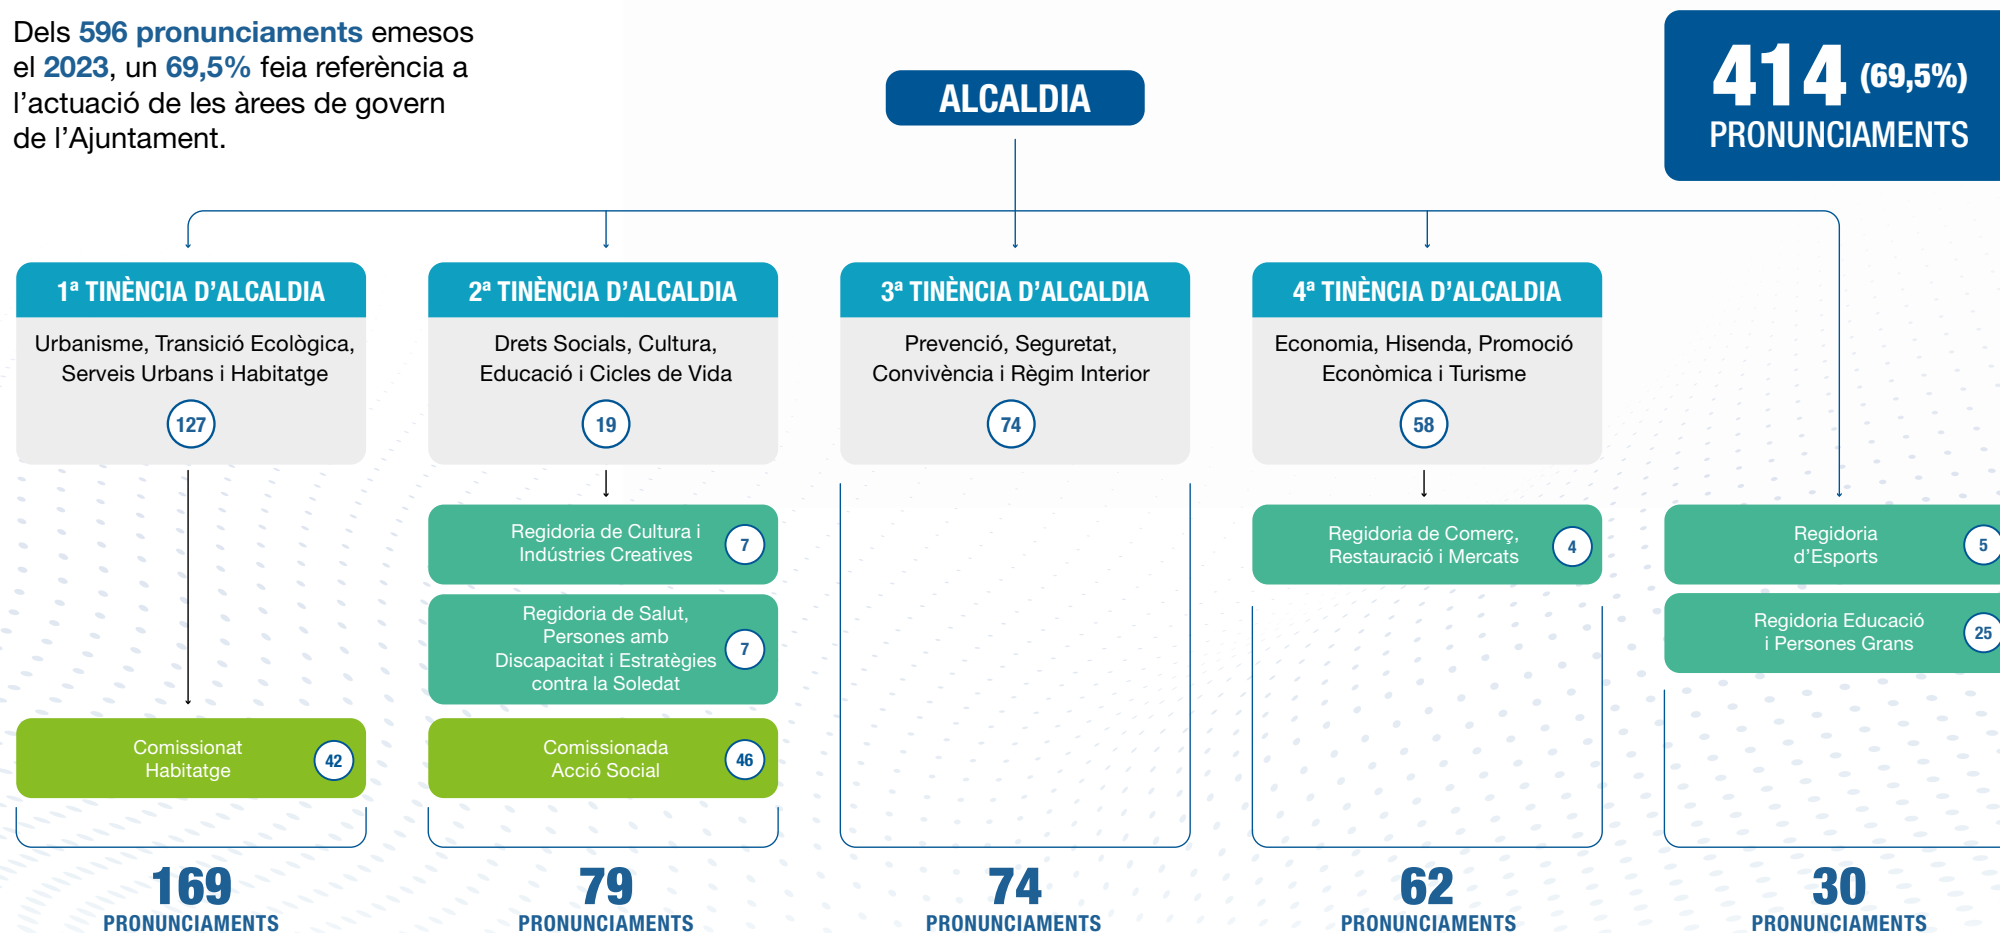 Dels 596 pronunciaments emesos
el 2023, un 69,5% feia referència a
l’actuació de les àrees de govern
de l’Ajuntament.
ALCALDIA
414 (69,5%)
PRONUNCIAMENTS
1ª TINÈNCIA D’ALCALDIA
Urbanisme, Transició Ecològica,
Serveis Urbans i Habitatge
127
2ª TINÈNCIA D’ALCALDIA
Drets Socials, Cultura,
Educació i Cicles de Vida
19
3ª TINÈNCIA D’ALCALDIA
Prevenció, Seguretat,
Convivència i Règim Interior
74
4ª TINÈNCIA D’ALCALDIA
Economia, Hisenda, Promoció
Econòmica i Turisme
58
Regidoria de Cultura i
Indústries Creatives
7
Regidoria de Comerç,
Restauració i Mercats
4
Regidoria
d’Esports
5
Regidoria de Salut,
Persones amb
Discapacitat i Estratègies
contra la Soledat
7
Regidoria Educació
i Persones Grans
25
Comissionat
Habitatge
42
Comissionada
Acció Social
46
169
PRONUNCIAMENTS
79
PRONUNCIAMENTS
74
PRONUNCIAMENTS
62
PRONUNCIAMENTS
30
PRONUNCIAMENTS